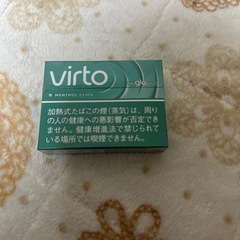 virto
glo
MENTHOL CLICK
加熱式たばこの煙(蒸気)は、周り
の人の健康への悪影響が否定でき
ません。健康増進法で禁じられて
いる場所では喫煙できません。